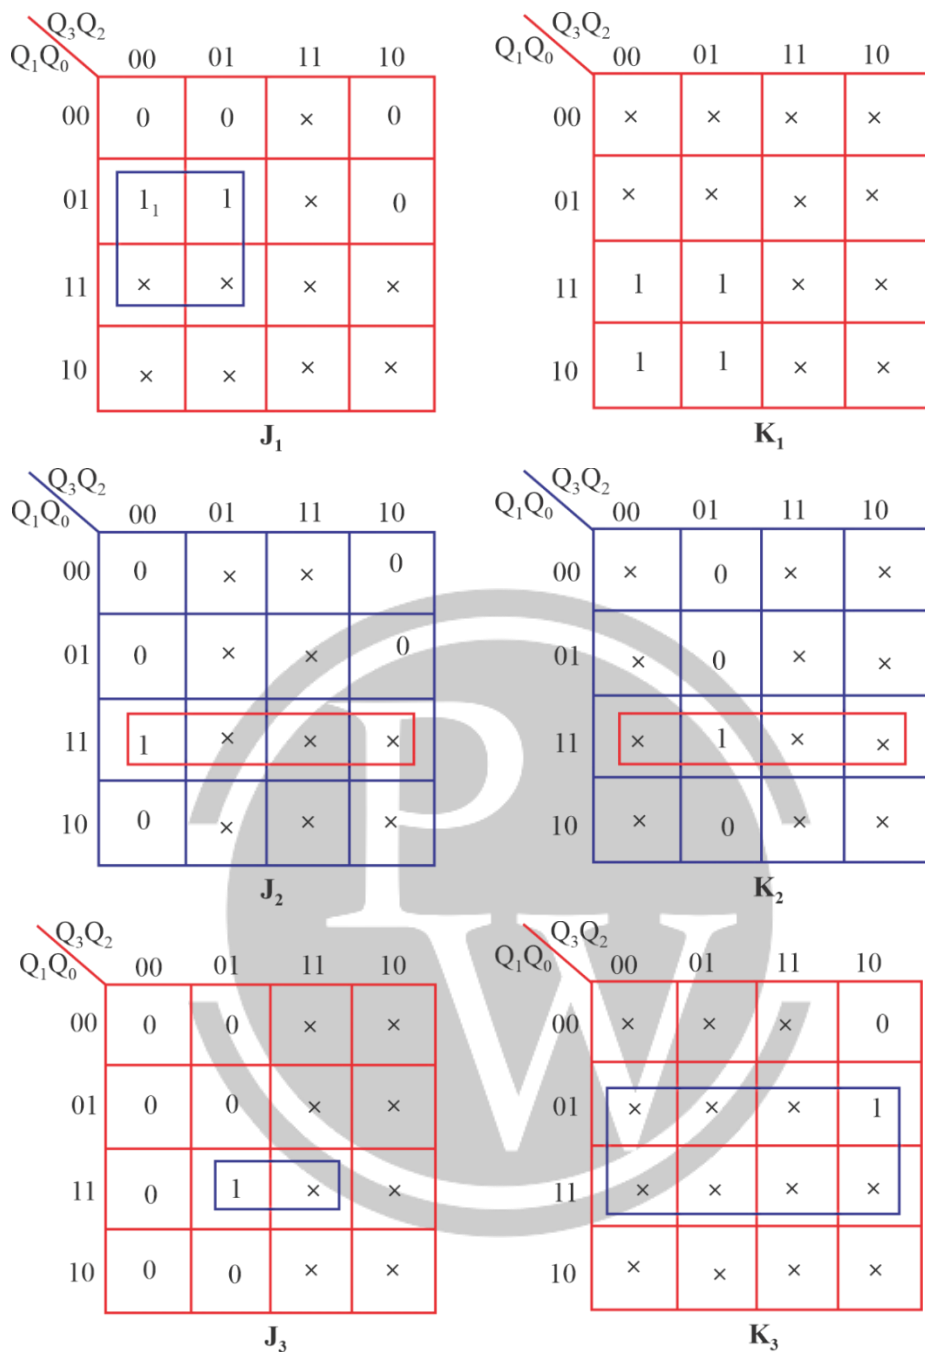 Q₃Q₂
Q₁Q₀ 00 01 11 10
00 0 0 × 0
01 1₁ 1 × 0
11 × × × ×
10 × × × ×
J₁
Q₃Q₂
Q₁Q₀ 00 01 11 10
00 × × × ×
01 × × × ×
11 1 1 × ×
10 1 1 × ×
K₁
Q₃Q₂
Q₁Q₀ 00 01 11 10
00 0 × × 0
01 0 × × 0
11 1 × × ×
10 0 × × ×
J₂
Q₃Q₂
Q₁Q₀ 00 01 11 10
00 × 0 × ×
01 × 0 × ×
11 × 1 × ×
10 × 0 × ×
K₂
Q₃Q₂
Q₁Q₀ 00 01 11 10
00 0 0 × ×
01 0 0 × ×
11 0 1 × ×
10 0 0 × ×
J₃
Q₃Q₂
Q₁Q₀ 00 01 11 10
00 × × × 0
01 × × × 1
11 × × × ×
10 × × × ×
K₃
PW